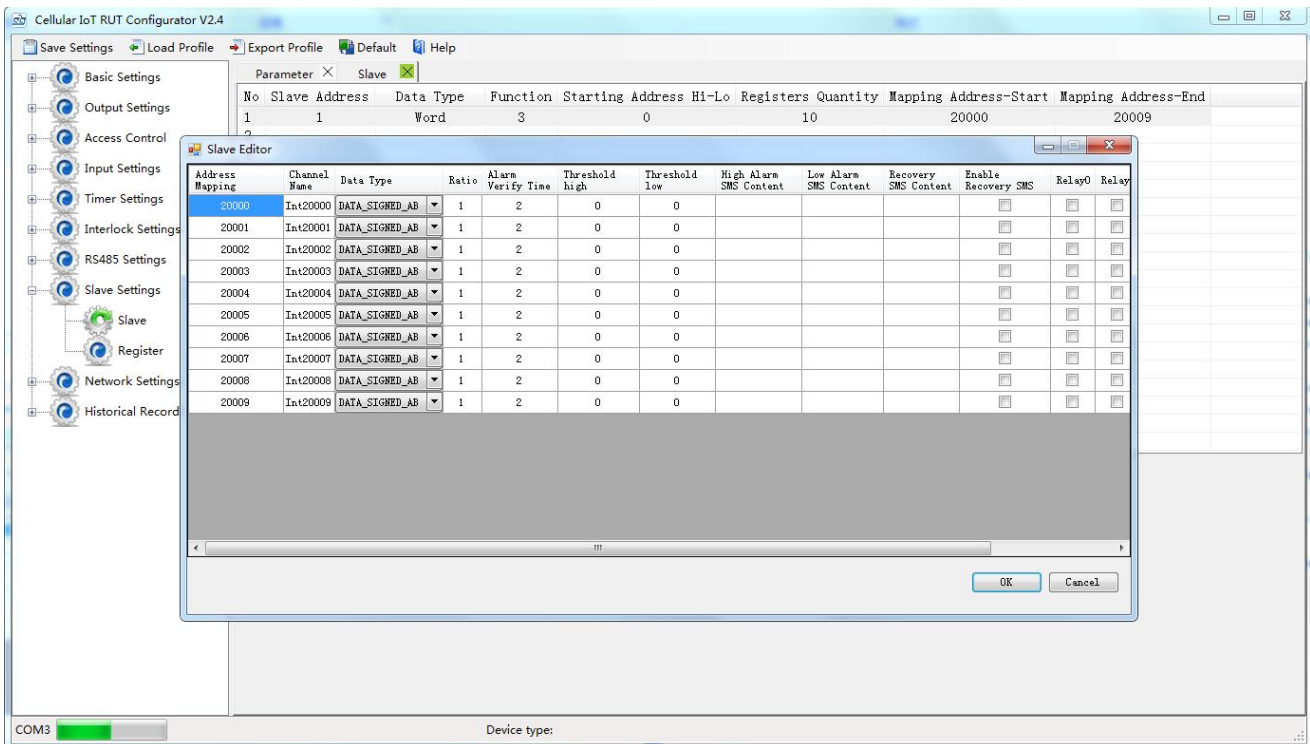 Cellular IoT RUT Configurator V2.4
Save Settings Load Profile Export Profile Default Help
Basic Settings
Output Settings
Access Control
Input Settings
Timer Settings
Interlock Settings
RS485 Settings
Slave Settings
Slave
Register
Network Settings
Historical Record
Parameter Slave
No Slave Address Data Type Function Starting Address Hi-Lo Registers Quantity Mapping Address-Start Mapping Address-End
1 1 Word 3 0 10 20000 20009
Slave Editor
Address Mapping Channel Name Data Type Ratio Alarm Verify Time Threshold high Threshold low High Alarm SMS Content Low Alarm SMS Content Recovery SMS Content Enable Recovery SMS Relay0 Relay
20000 Int20000 DATA_SIGNED_AB 1 2 0 0
20001 Int20001 DATA_SIGNED_AB 1 2 0 0
20002 Int20002 DATA_SIGNED_AB 1 2 0 0
20003 Int20003 DATA_SIGNED_AB 1 2 0 0
20004 Int20004 DATA_SIGNED_AB 1 2 0 0
20005 Int20005 DATA_SIGNED_AB 1 2 0 0
20006 Int20006 DATA_SIGNED_AB 1 2 0 0
20007 Int20007 DATA_SIGNED_AB 1 2 0 0
20008 Int20008 DATA_SIGNED_AB 1 2 0 0
20009 Int20009 DATA_SIGNED_AB 1 2 0 0
OK Cancel
COM3 Device type: